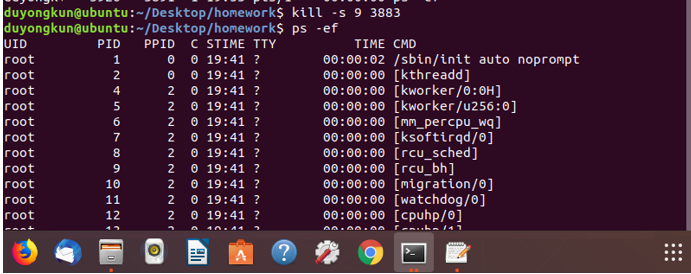 duyongkun@ubuntu:~/Desktop/homework$ kill -s 9 3883
duyongkun@ubuntu:~/Desktop/homework$ ps -ef
UID PID PPID C STIME TTY TIME CMD
root 1 0 0 19:41 ? 00:00:02 /sbin/init auto noprompt
root 2 0 0 19:41 ? 00:00:00 [kthreadd]
root 4 2 0 19:41 ? 00:00:00 [kworker/0:0H]
root 5 2 0 19:41 ? 00:00:00 [kworker/u256:0]
root 6 2 0 19:41 ? 00:00:00 [mm_percpu_wq]
root 7 2 0 19:41 ? 00:00:00 [ksoftirqd/0]
root 8 2 0 19:41 ? 00:00:00 [rcu_sched]
root 9 2 0 19:41 ? 00:00:00 [rcu_bh]
root 10 2 0 19:41 ? 00:00:00 [migration/0]
root 11 2 0 19:41 ? 00:00:00 [watchdog/0]
root 12 2 0 19:41 ? 00:00:00 [cpuhp/0]